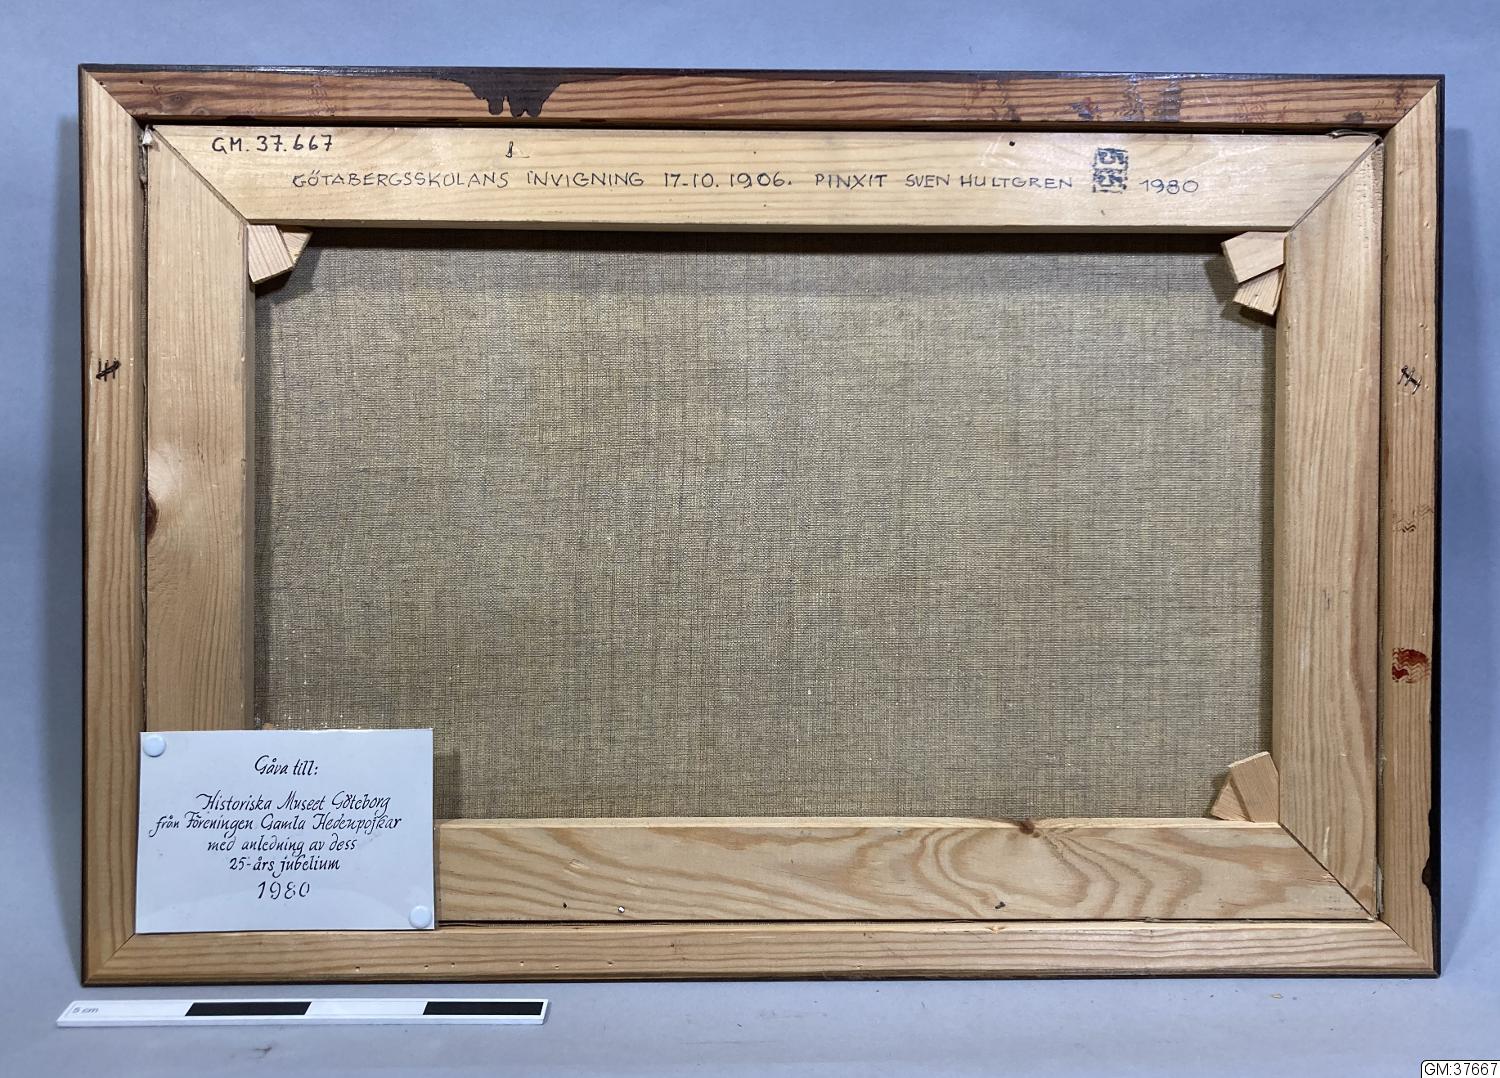 GM. 37.667
GÖTABERGSSKOLANS INVIGNING 17-10. 1906. PINXIT SVEN HULTGREN 1980
Gåva till:
Historiska Museet Göteborg
från Föreningen Gamla Hedenpojkar
med anledning av dess
25-års jubelium
1980
5 cm
GM:37667